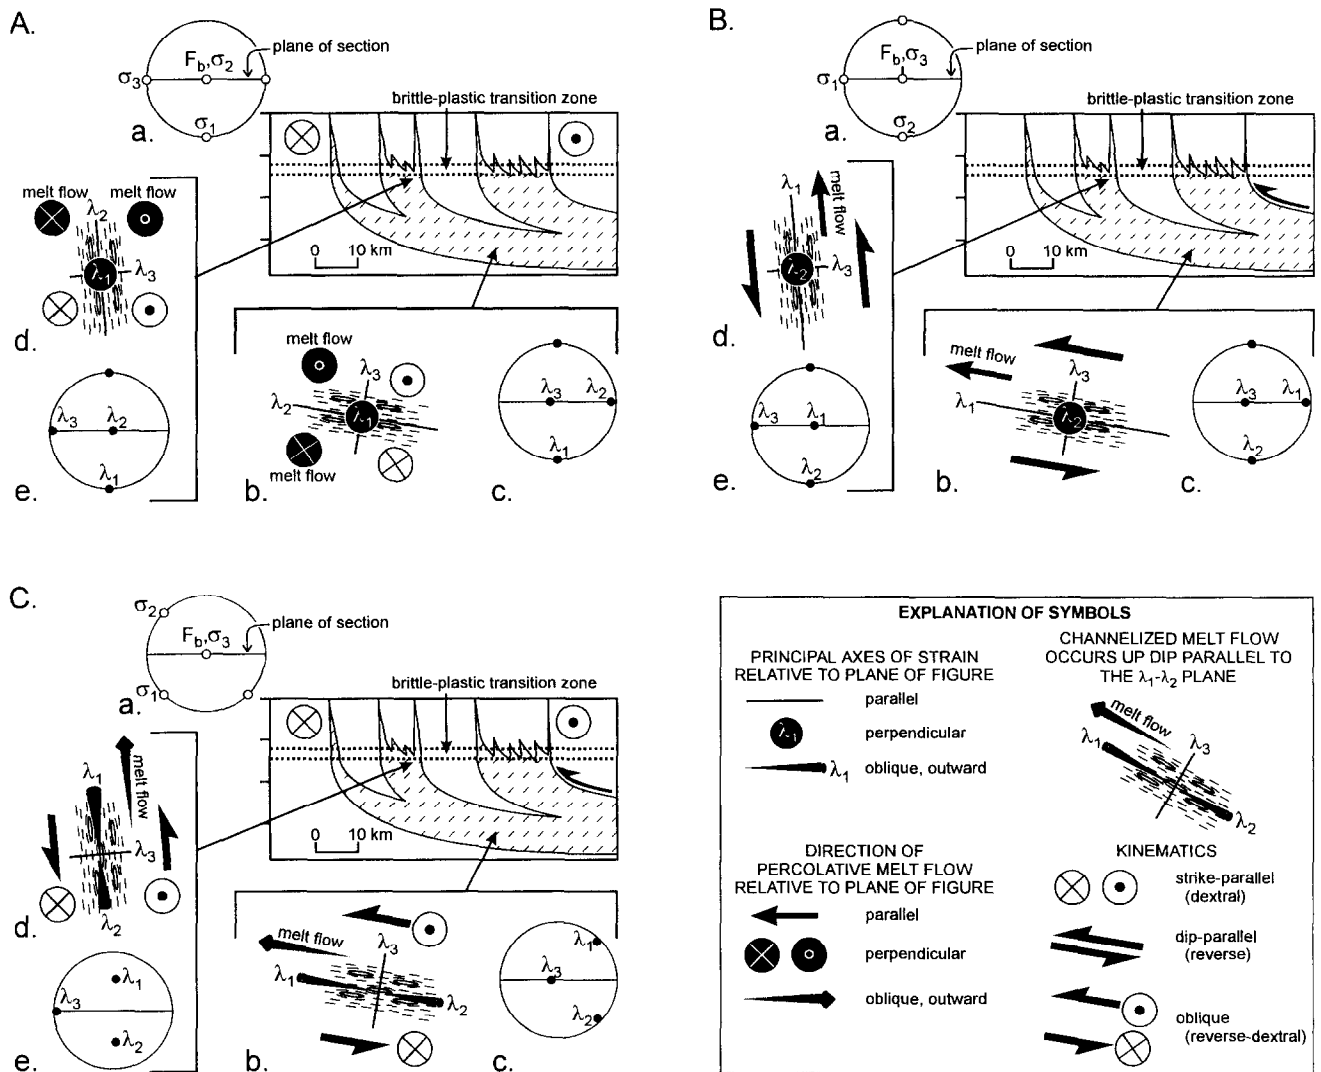 A.
F_b,σ_2
plane of section
σ_3
σ_1
a.
brittle-plastic transition zone
0 10 km
melt flow melt flow
λ_2
λ_1
λ_3
d.
λ_3 λ_2
λ_1
e.
melt flow
λ_3
λ_2
λ_1
melt flow
b.
λ_3 λ_2
λ_1
c.
B.
F_b,σ_3
plane of section
σ_1
σ_2
a.
brittle-plastic transition zone
0 10 km
λ_1
melt flow
λ_2
λ_3
d.
λ_3 λ_1
λ_2
e.
melt flow
λ_3
λ_1
λ_2
b.
λ_3 λ_1
λ_2
c.
C.
σ_2
F_b,σ_3
plane of section
σ_1
a.
brittle-plastic transition zone
0 10 km
λ_1
melt flow
λ_3
λ_2
d.
λ_1
λ_3
λ_2
e.
melt flow
λ_3
λ_1
λ_2
b.
λ_1
λ_3
λ_2
c.
EXPLANATION OF SYMBOLS
PRINCIPAL AXES OF STRAIN
RELATIVE TO PLANE OF FIGURE
parallel
λ_1 perpendicular
λ_1 oblique, outward
DIRECTION OF
PERCOLATIVE MELT FLOW
RELATIVE TO PLANE OF FIGURE
parallel
perpendicular
oblique, outward
CHANNELIZED MELT FLOW
OCCURS UP DIP PARALLEL TO
THE λ_1-λ_2 PLANE
melt flow
λ_1
λ_3
λ_2
KINEMATICS
strike-parallel
(dextral)
dip-parallel
(reverse)
oblique
(reverse-dextral)